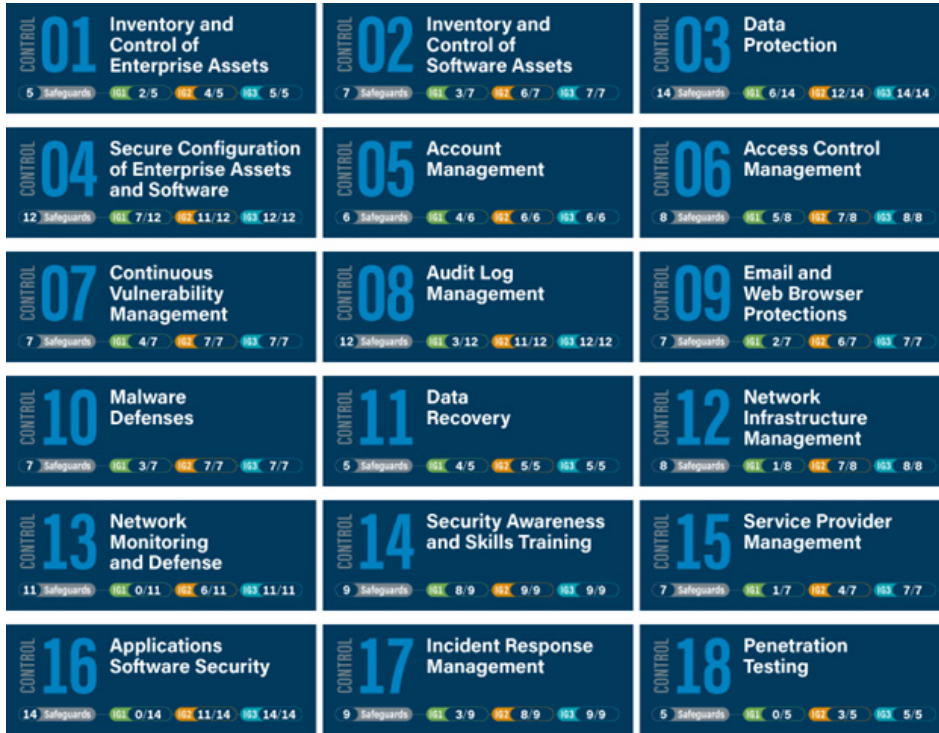 CONTROL 01 Inventory and
Control of
Enterprise Assets
5 Safeguards IG1 2/5 IG2 4/5 IG3 5/5
CONTROL 02 Inventory and
Control of
Software Assets
7 Safeguards IG1 3/7 IG2 6/7 IG3 7/7
CONTROL 03 Data
Protection
14 Safeguards IG1 6/14 IG2 12/14 IG3 14/14
CONTROL 04 Secure Configuration
of Enterprise Assets
and Software
12 Safeguards IG1 7/12 IG2 11/12 IG3 12/12
CONTROL 05 Account
Management
6 Safeguards IG1 4/6 IG2 6/6 IG3 6/6
CONTROL 06 Access Control
Management
8 Safeguards IG1 5/8 IG2 7/8 IG3 8/8
CONTROL 07 Continuous
Vulnerability
Management
7 Safeguards IG1 4/7 IG2 7/7 IG3 7/7
CONTROL 08 Audit Log
Management
12 Safeguards IG1 3/12 IG2 11/12 IG3 12/12
CONTROL 09 Email and
Web Browser
Protections
7 Safeguards IG1 2/7 IG2 6/7 IG3 7/7
CONTROL 10 Malware
Defenses
7 Safeguards IG1 3/7 IG2 7/7 IG3 7/7
CONTROL 11 Data
Recovery
5 Safeguards IG1 4/5 IG2 5/5 IG3 5/5
CONTROL 12 Network
Infrastructure
Management
8 Safeguards IG1 1/8 IG2 7/8 IG3 8/8
CONTROL 13 Network
Monitoring
and Defense
11 Safeguards IG1 0/11 IG2 6/11 IG3 11/11
CONTROL 14 Security Awareness
and Skills Training
9 Safeguards IG1 8/9 IG2 9/9 IG3 9/9
CONTROL 15 Service Provider
Management
7 Safeguards IG1 1/7 IG2 4/7 IG3 7/7
CONTROL 16 Applications
Software Security
14 Safeguards IG1 0/14 IG2 11/14 IG3 14/14
CONTROL 17 Incident Response
Management
9 Safeguards IG1 3/9 IG2 8/9 IG3 9/9
CONTROL 18 Penetration
Testing
5 Safeguards IG1 0/5 IG2 3/5 IG3 5/5